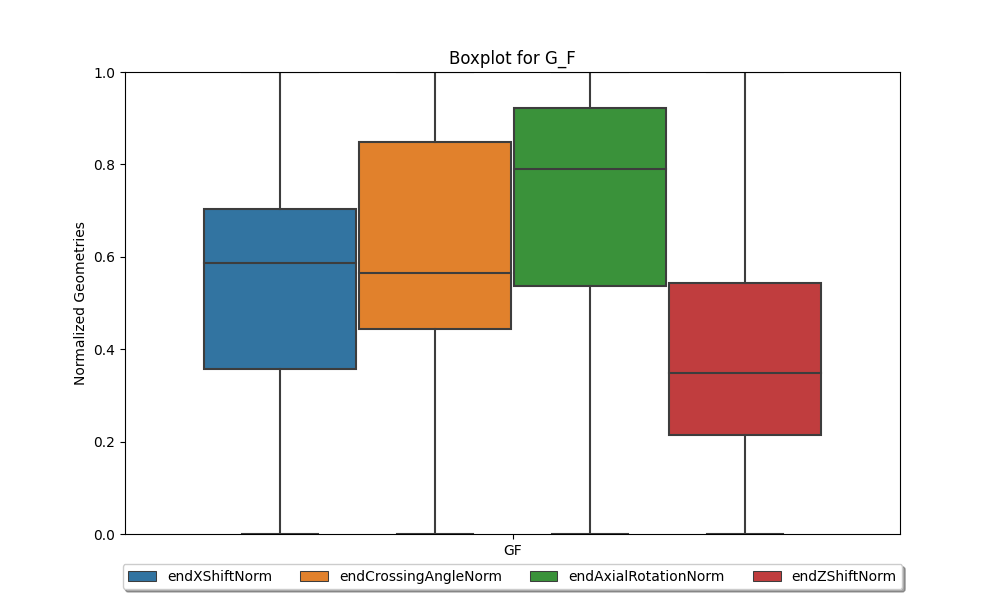 Boxplot for G_F
1.0
0.8
0.6
0.4
0.2
0.0
Normalized Geometries
GF
endXShiftNorm endCrossingAngleNorm endAxialRotationNorm endZShiftNorm